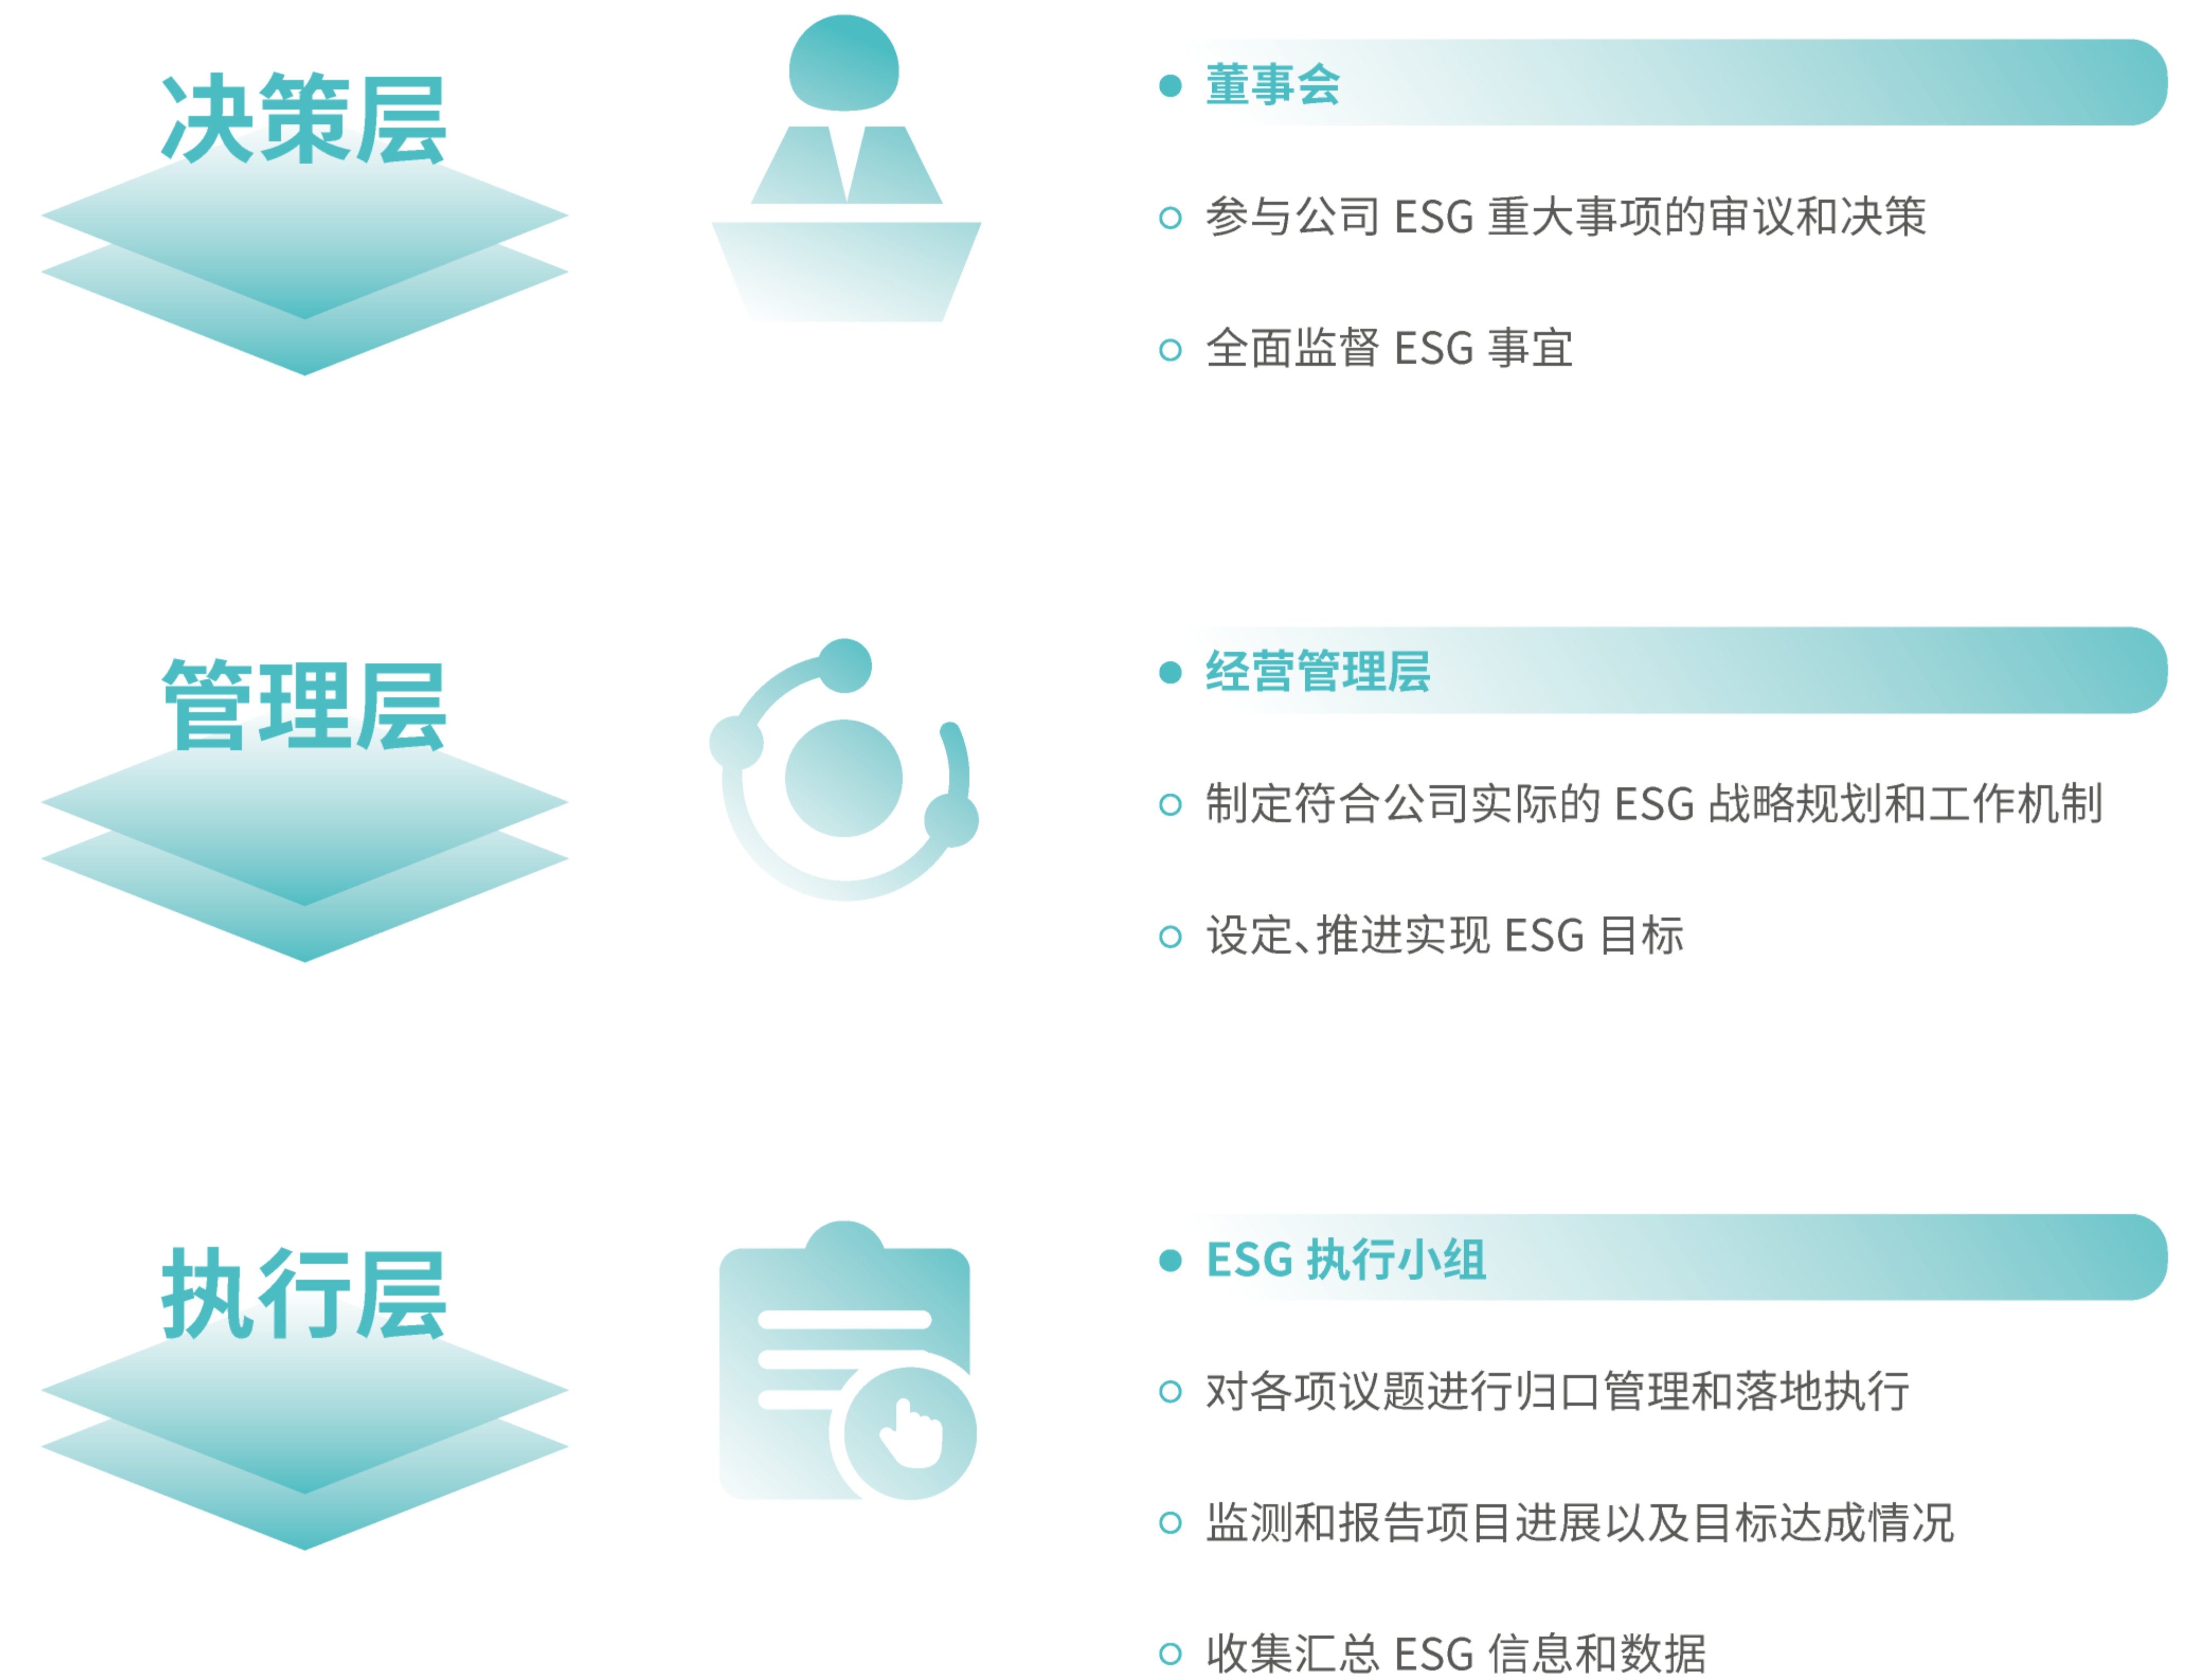 决策层
董事会
参与公司 ESG 重大事项的审议和决策
全面监督 ESG 事宜
管理层
经营管理层
制定符合公司实际的 ESG 战略规划和工作机制
设定、推进实现 ESG 目标
执行层
ESG 执行小组
对各项议题进行归口管理和落地执行
监测和报告项目进展以及目标达成情况
收集汇总 ESG 信息和数据